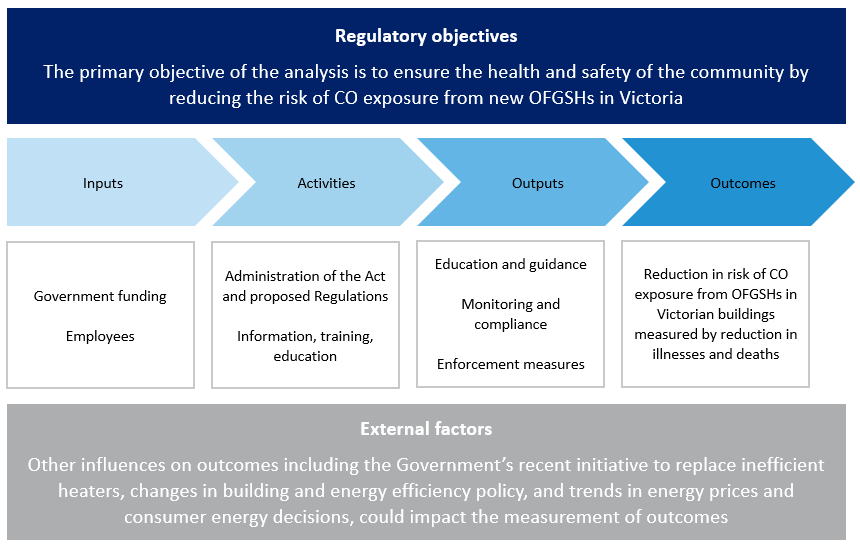 Regulatory objectives
The primary objective of the analysis is to ensure the health and safety of the community by
reducing the risk of CO exposure from new OFGSHs in Victoria
Inputs
Activities
Outputs
Outcomes
Government funding
Employees
Administration of the Act
and proposed Regulations
Information, training,
education
Education and guidance
Monitoring and
compliance
Enforcement measures
Reduction in risk of CO
exposure from OFGSHs in
Victorian buildings
measured by reduction in
illnesses and deaths
External factors
Other influences on outcomes including the Government’s recent initiative to replace inefficient
heaters, changes in building and energy efficiency policy, and trends in energy prices and
consumer energy decisions, could impact the measurement of outcomes